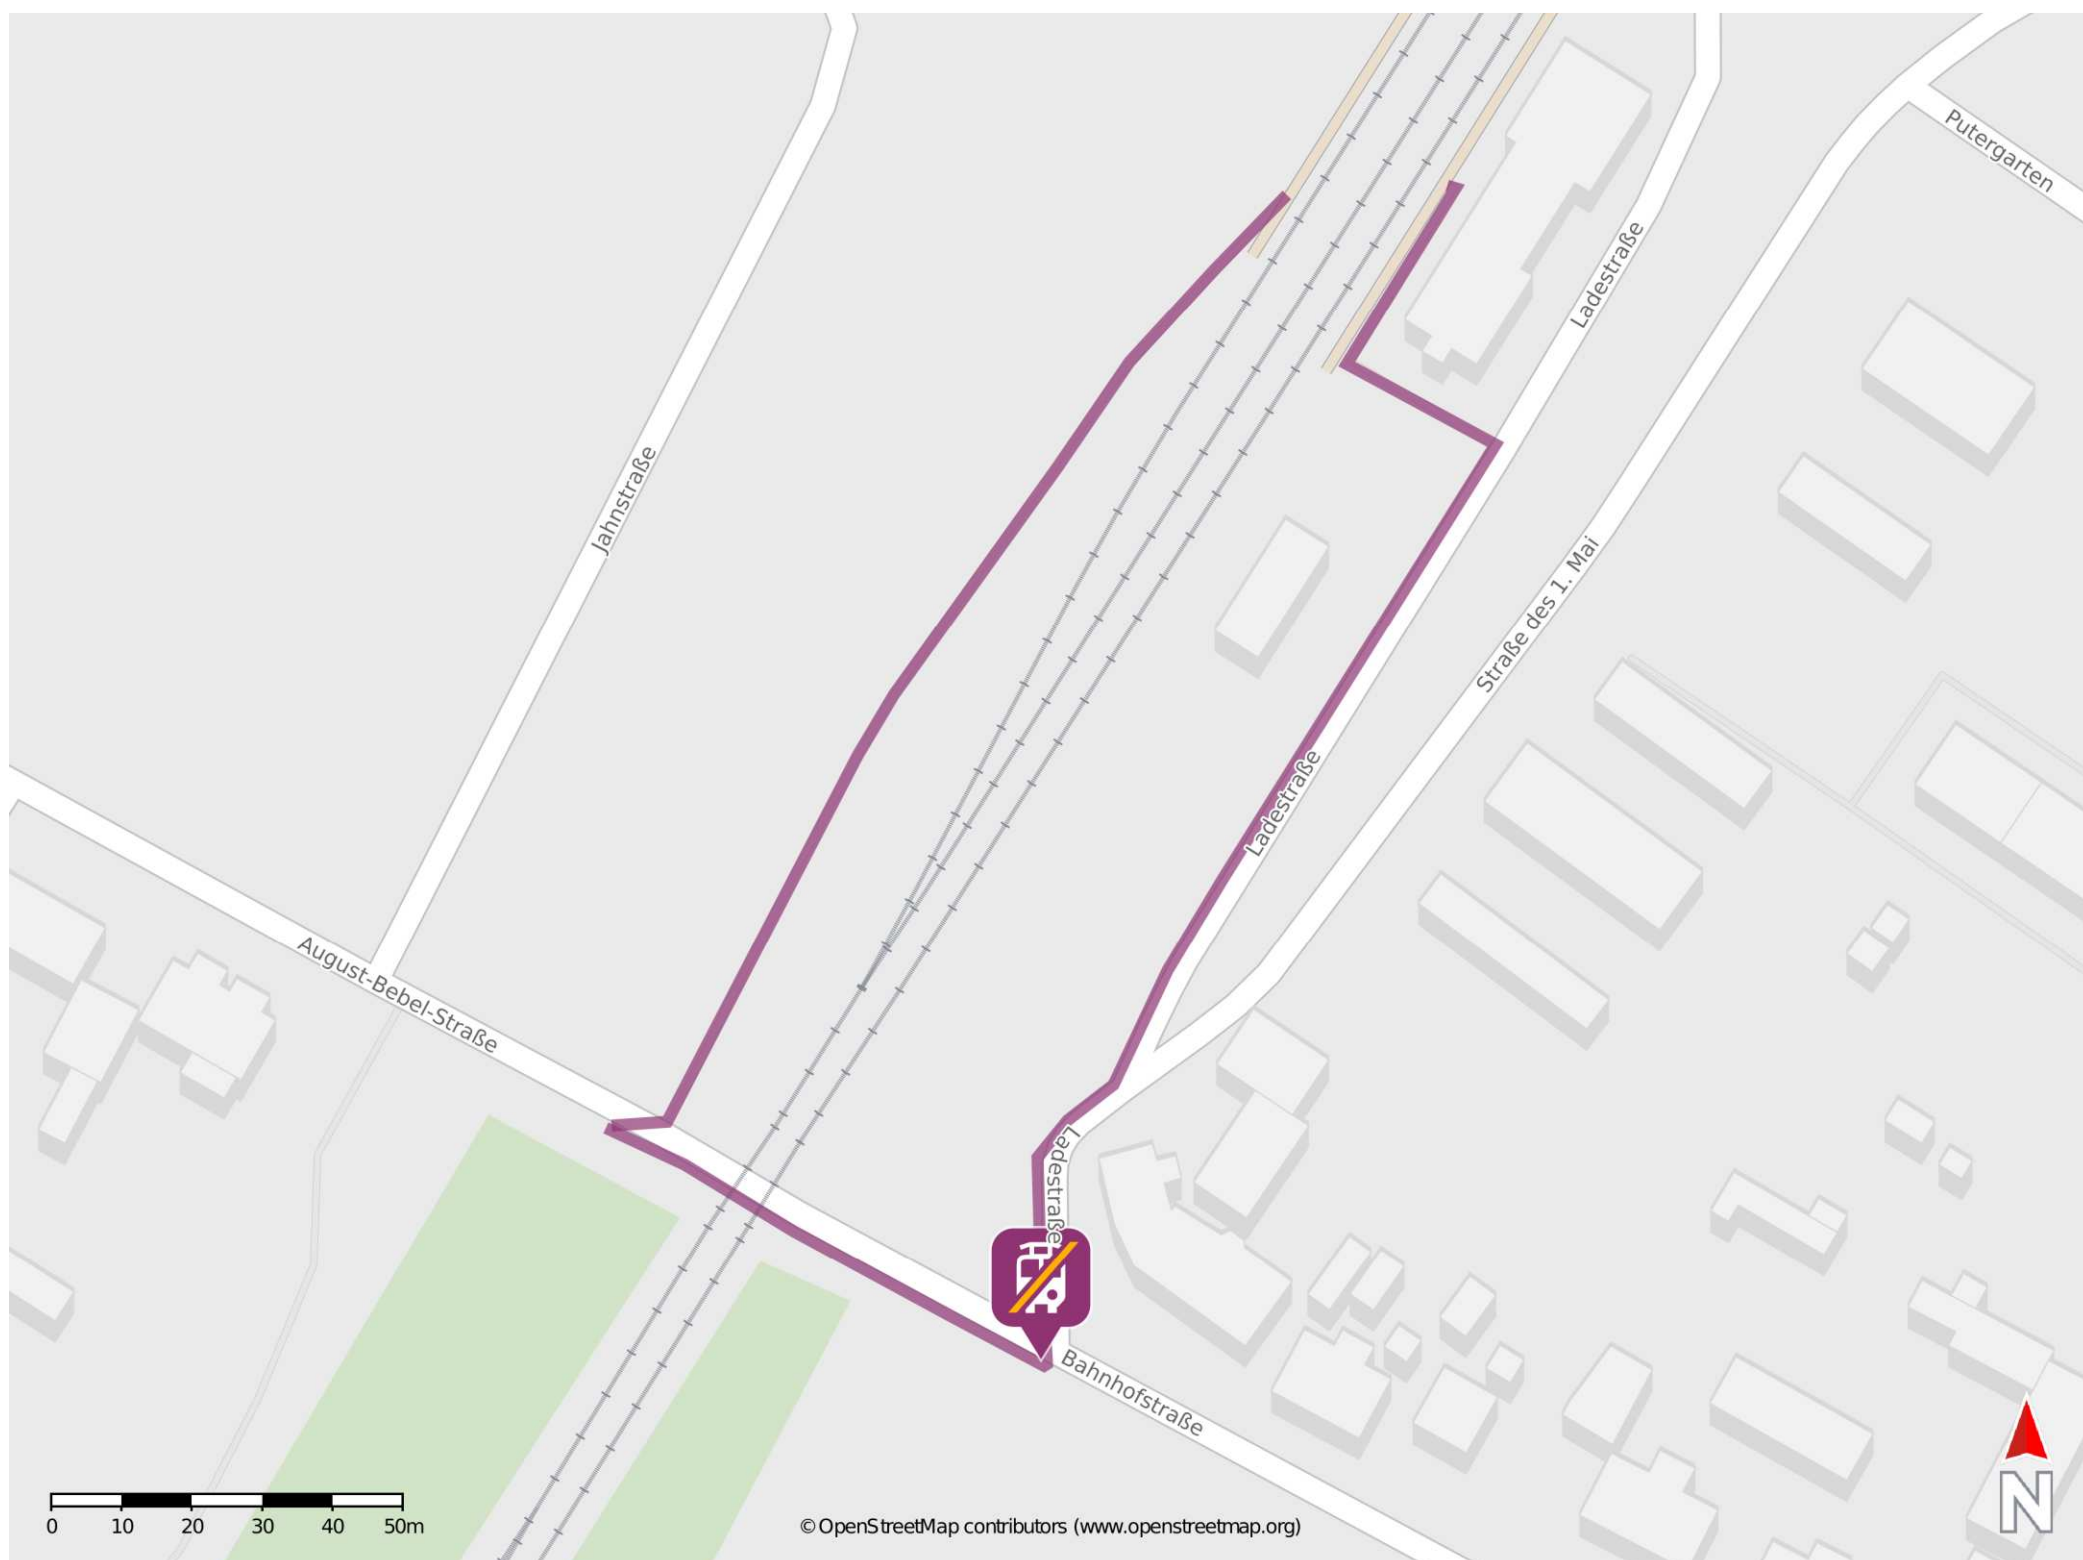 Putergarten
Ladestraße
Jahnstraße
Straße des 1. Mai
Ladestraße
August-Bebel-Straße
Ladestraße
Bahnhofstraße
0 10 20 30 40 50m
© OpenStreetMap contributors (www.openstreetmap.org)
N